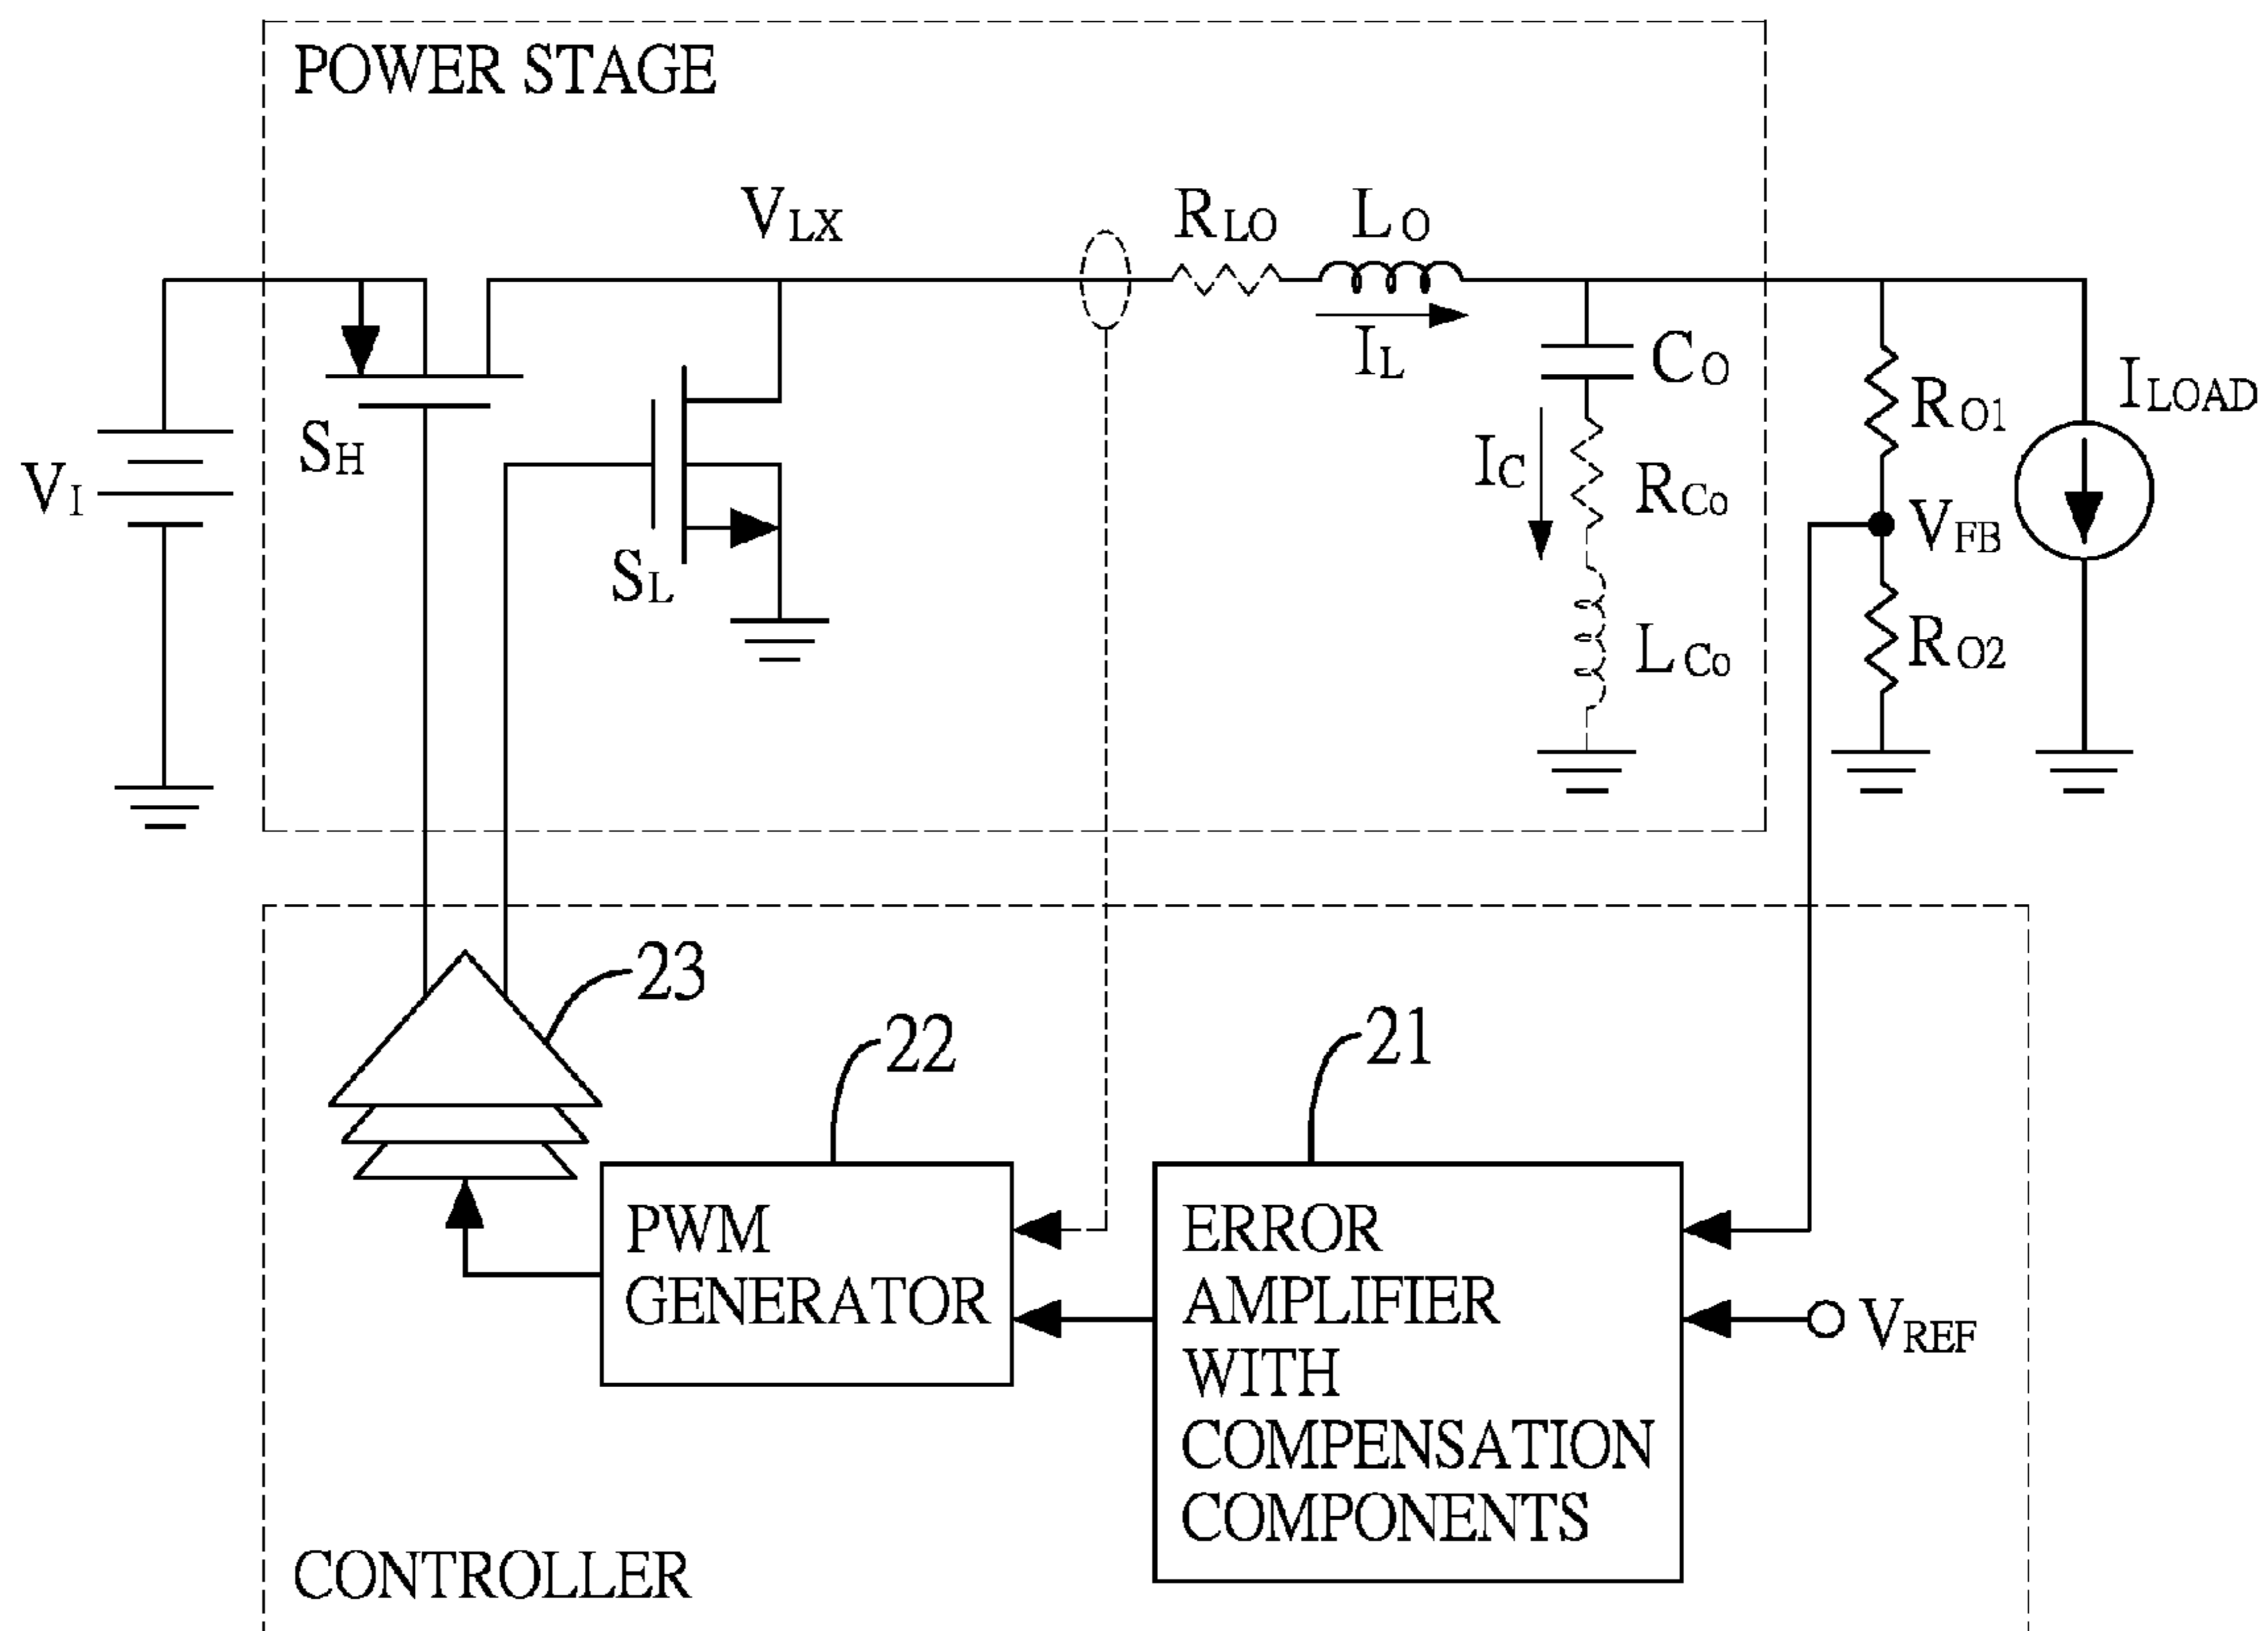 POWER STAGE
VLX
RLO
LO
IL
CO
IC
RCo
LCo
RO1
ILOAD
VFB
RO2
VI
SH
SL
23
22
21
PWM
GENERATOR
ERROR
AMPLIFIER
WITH
COMPENSATION
COMPONENTS
VREF
CONTROLLER